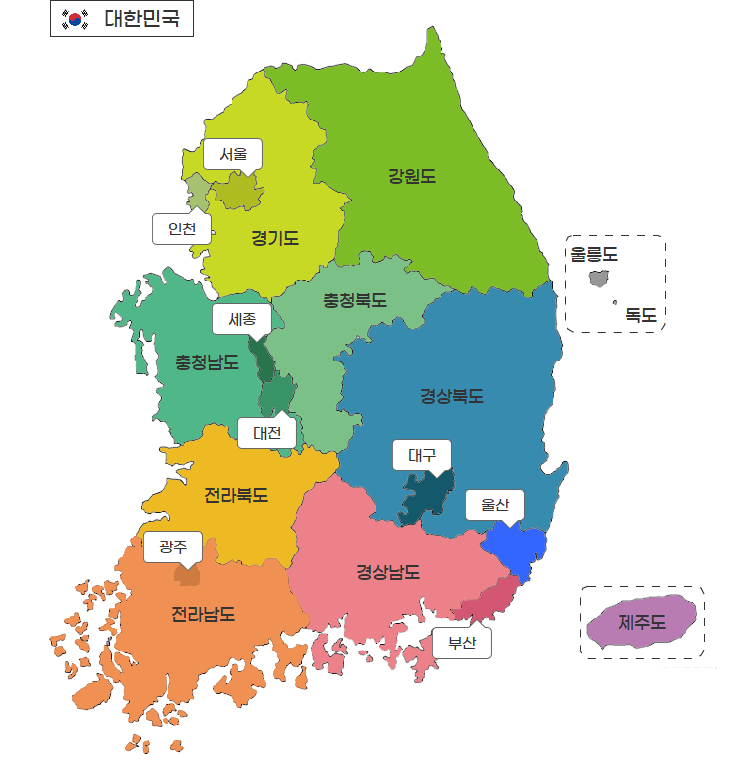 대한민국
서울
강원도
인천
경기도
울릉도
독도
충청북도
세종
충청남도
경상북도
대전
대구
전라북도
울산
광주
경상남도
전라남도
제주도
부산